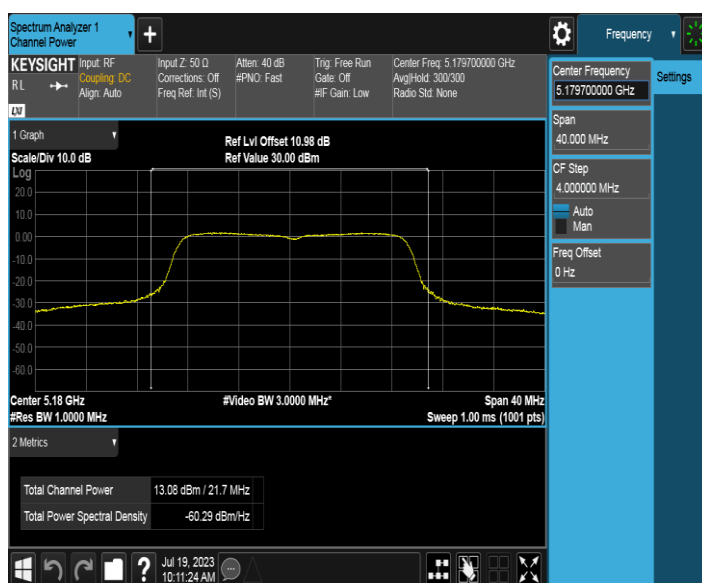 Spectrum Analyzer 1
Channel Power
Frequency
KEYSIGHT
R L
LXI
Input: RF
Coupling: DC
Align: Auto
Input Z: 50 Ω
Corrections: Off
Freq Ref: Int (S)
Atten: 40 dB
#PNO: Fast
Trig: Free Run
Gate: Off
#IF Gain: Low
Center Freq: 5.179700000 GHz
Avg|Hold: 300/300
Radio Std: None
Center Frequency
5.179700000 GHz
Settings
Span
40.000 MHz
CF Step
4.000000 MHz
Auto
Man
Freq Offset
0 Hz
1 Graph
Scale/Div 10.0 dB
Ref Lvl Offset 10.98 dB
Ref Value 30.00 dBm
Log
20.0
10.0
0.00
-10.0
-20.0
-30.0
-40.0
-50.0
-60.0
Center 5.18 GHz
#Video BW 3.0000 MHz*
Span 40 MHz
#Res BW 1.0000 MHz
Sweep 1.00 ms (1001 pts)
2 Metrics
Total Channel Power 13.08 dBm / 21.7 MHz
Total Power Spectral Density -60.29 dBm/Hz
?
Jul 19, 2023
10:11:24 AM